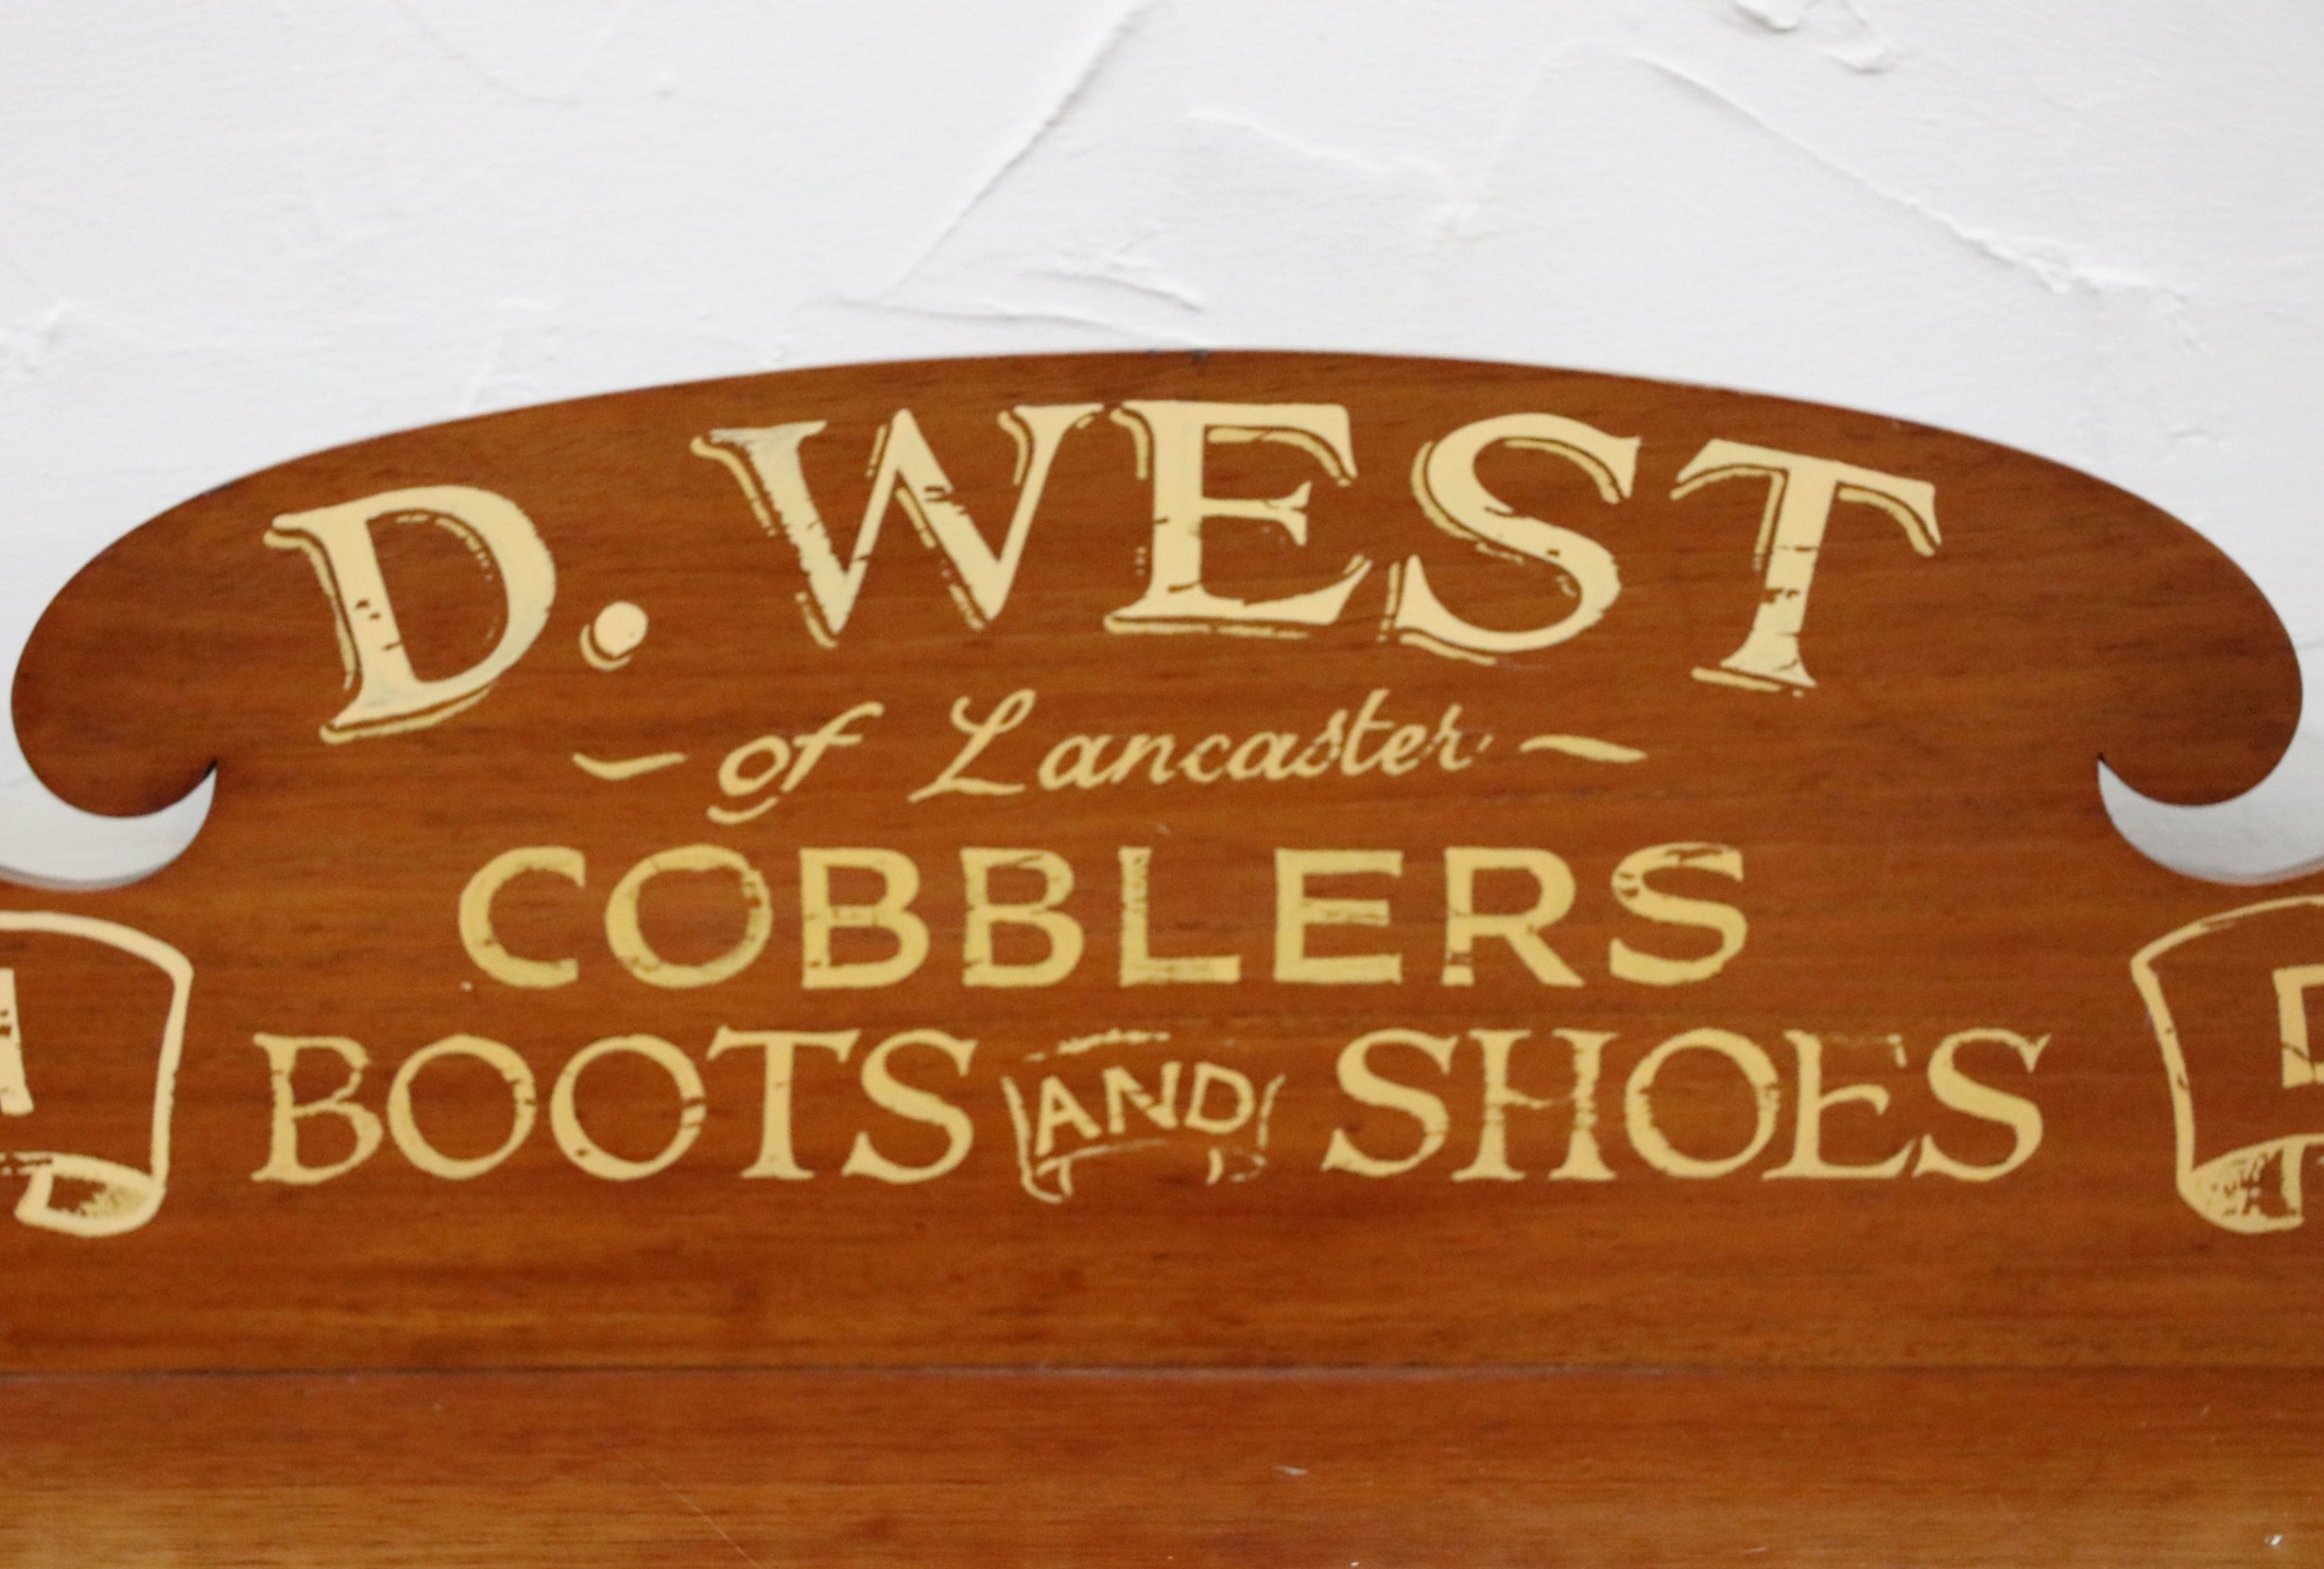 D. WEST
- of Lancaster -
COBBLERS
BOOTS AND SHOES